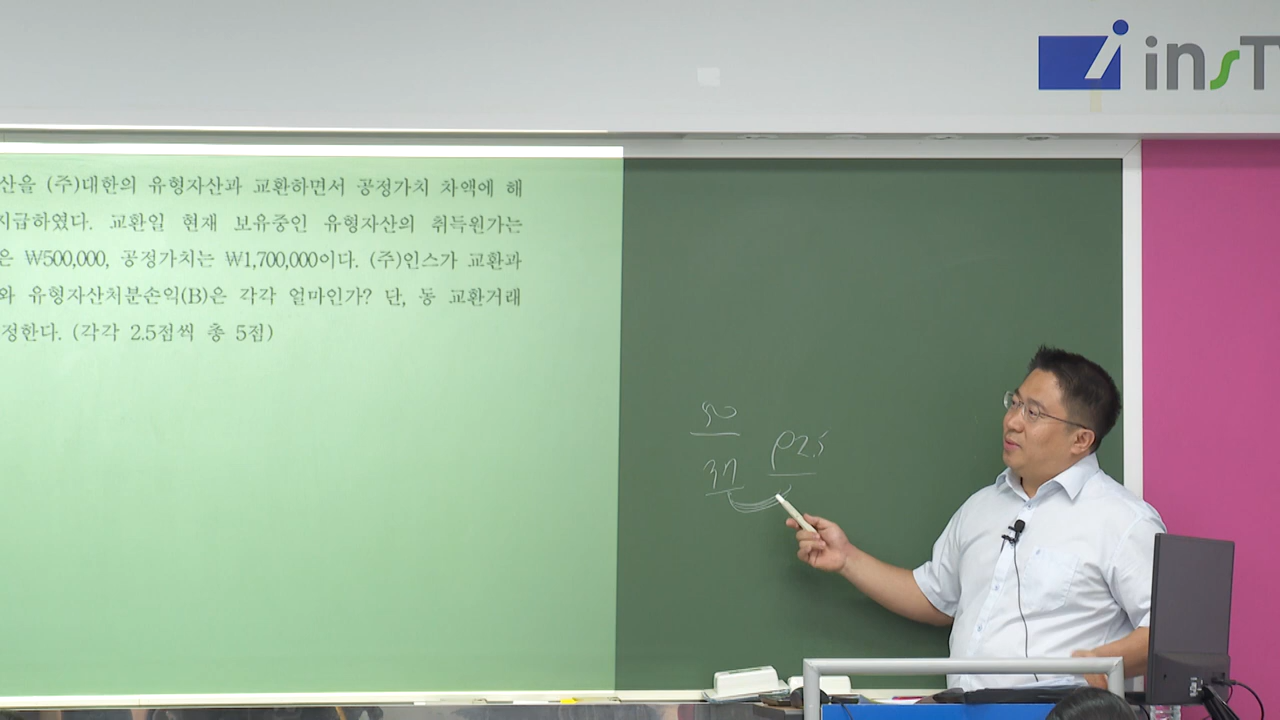 insT
산을 (주)대한의 유형자산과 교환하면서 공정가치 차액에 해
지급하였다. 교환일 현재 보유중인 유형자산의 취득원가는
은 ₩500,000, 공정가치는 ₩1,700,000이다. (주)인스가 교환과
와 유형자산처분손익(B)은 각각 얼마인가? 단, 동 교환거래
정한다. (각각 2.5점씩 총 5점)
50
37